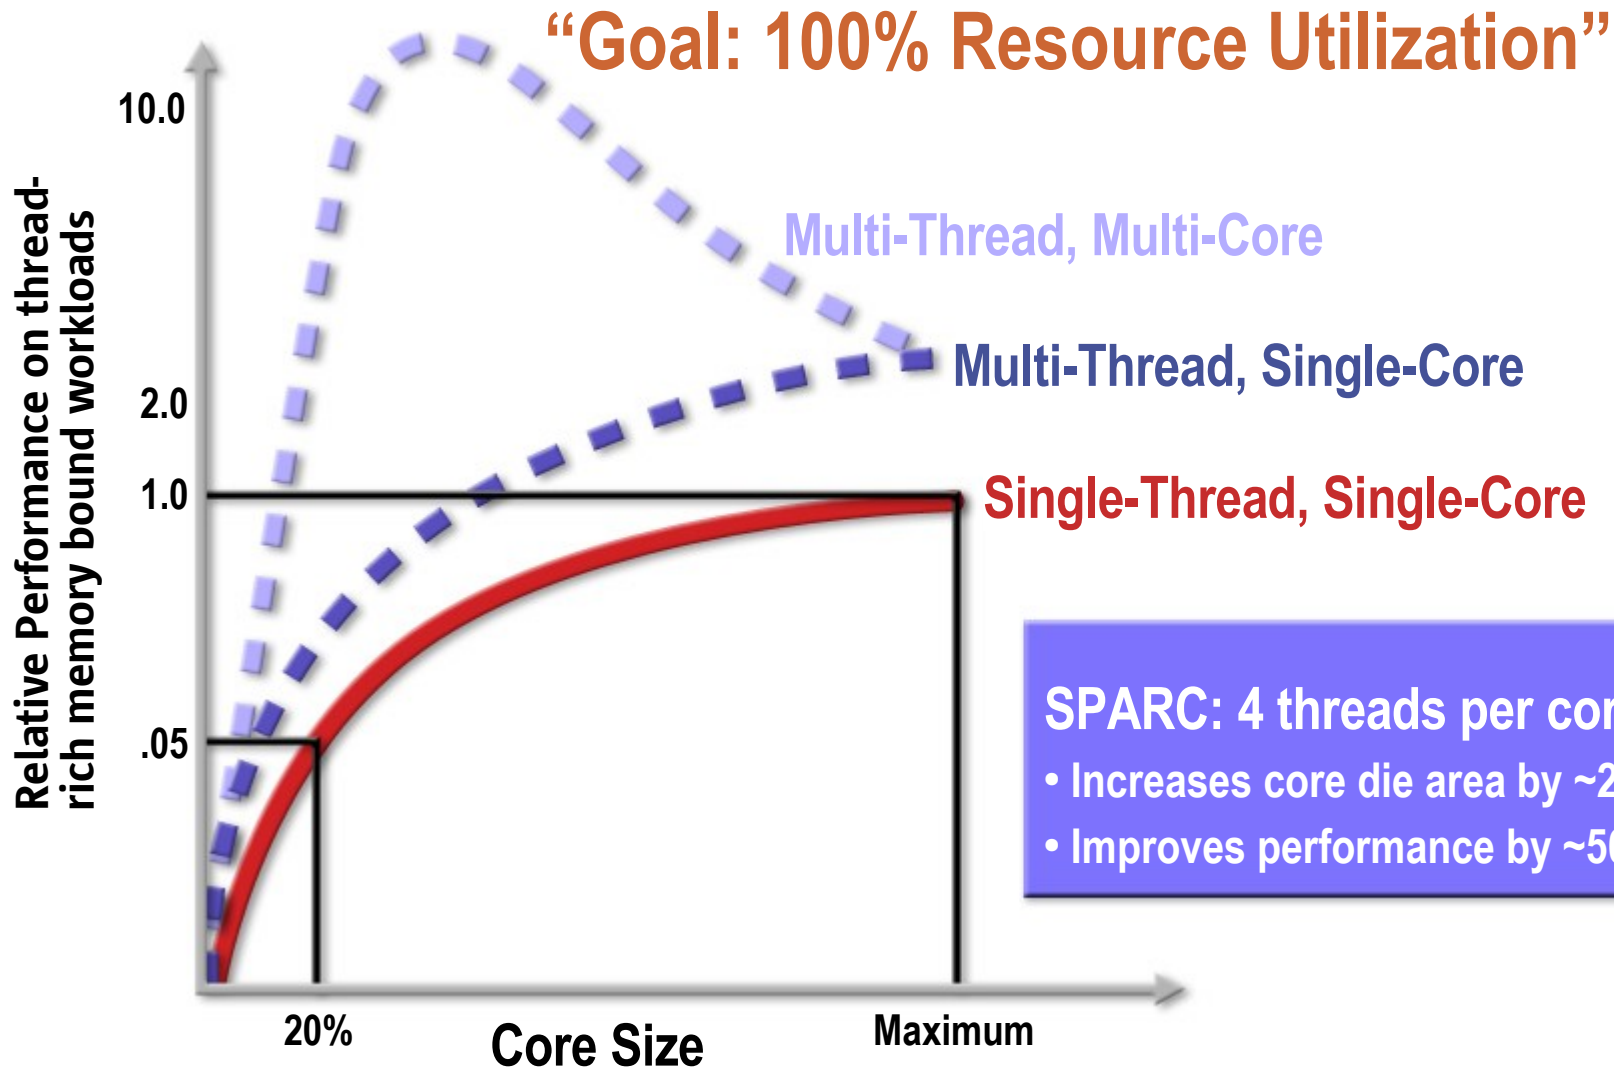 “Goal: 100% Resource Utilization”
10.0
Relative Performance on thread-
rich memory bound workloads
Multi-Thread, Multi-Core
Multi-Thread, Single-Core
2.0
1.0
Single-Thread, Single-Core
SPARC: 4 threads per
.05
• Increases core die area by
• Improves performance by
20%
Core Size
Maximum